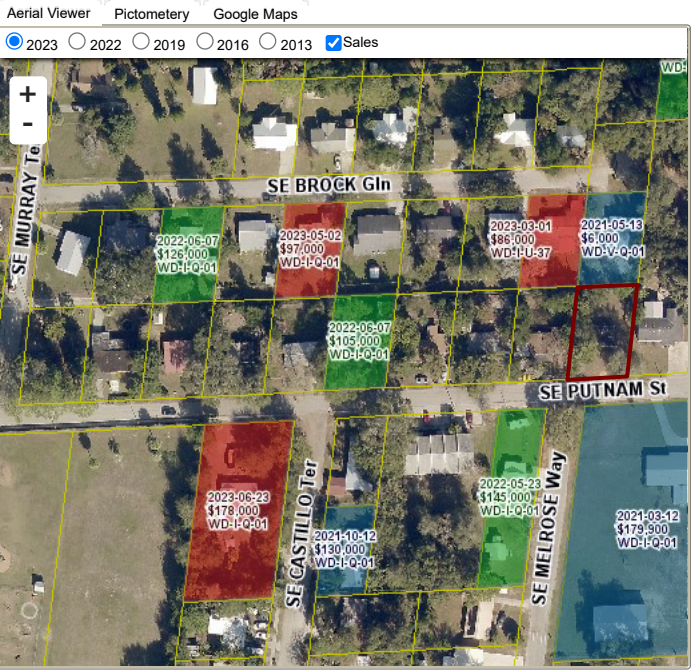 Aerial Viewer Pictometery Google Maps
2023 2022 2019 2016 2013 Sales
+
-
WD-
SE MURRAY Te
SE BROCK Gln
2022-06-07
$126,000
WD-I-Q-01
2023-05-02
$97,000
WD-I-Q-01
2023-03-01
$86,000
WD-I-U-37
2021-05-13
$6,000
WD-V-Q-01
2022-06-07
$105,000
WD-I-Q-01
SE PUTNAM St
2023-06-23
$178,000
WD-I-Q-01
SE CASTILLO Ter
2021-10-12
$130,000
WD-I-Q-01
2022-05-23
$145,000
WD-I-Q-01
SE MELROSE Way
2021-03-12
$179,900
WD-I-Q-01